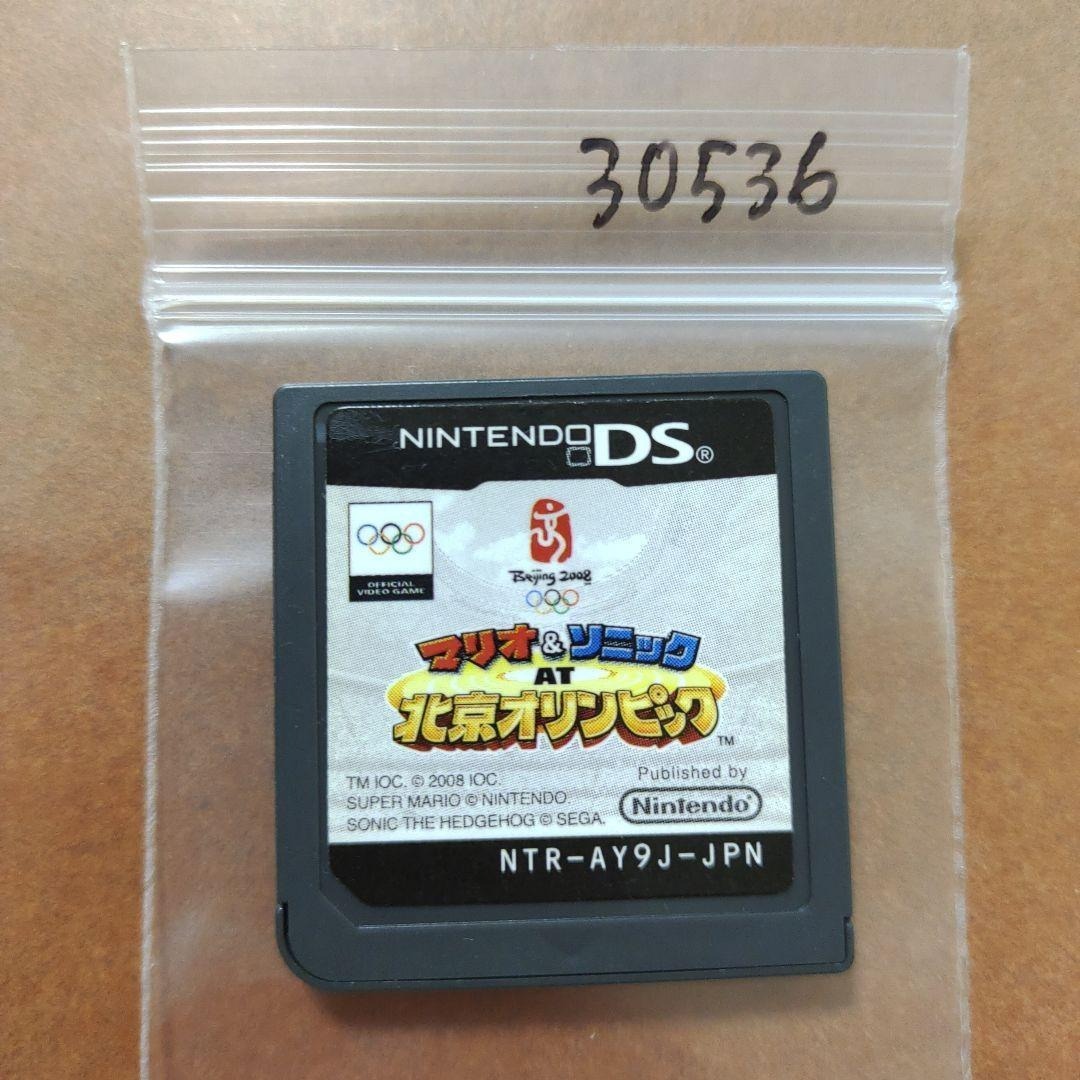 30536
NINTENDO DS®
OFFICIAL
VIDEO GAME
Beijing 2008
マリオ&ソニック
AT
北京オリンピック™
TM IOC. © 2008 IOC.
SUPER MARIO © NINTENDO.
SONIC THE HEDGEHOG © SEGA.
Published by
Nintendo®
NTR-AY9J-JPN